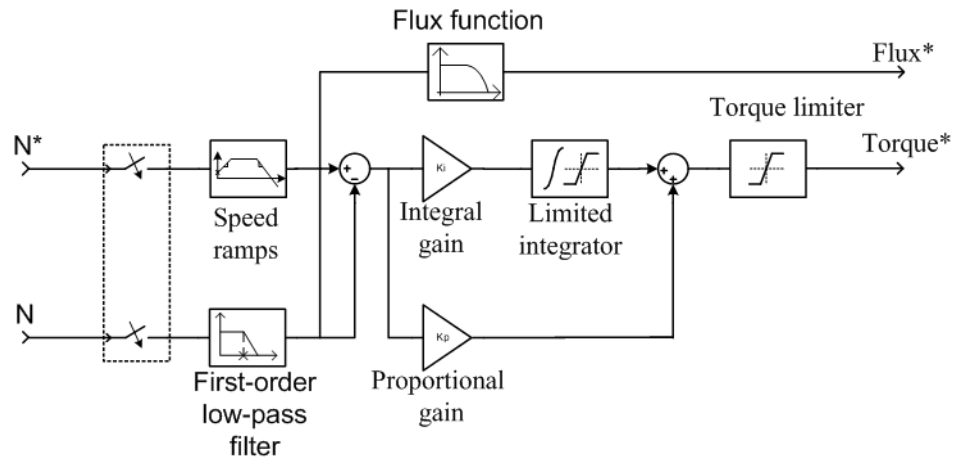 Flux function
Flux*
Torque limiter
N*
Torque*
Ki
Speed
ramps
Integral
gain
Limited
integrator
N
Kp
First-order
low-pass
filter
Proportional
gain